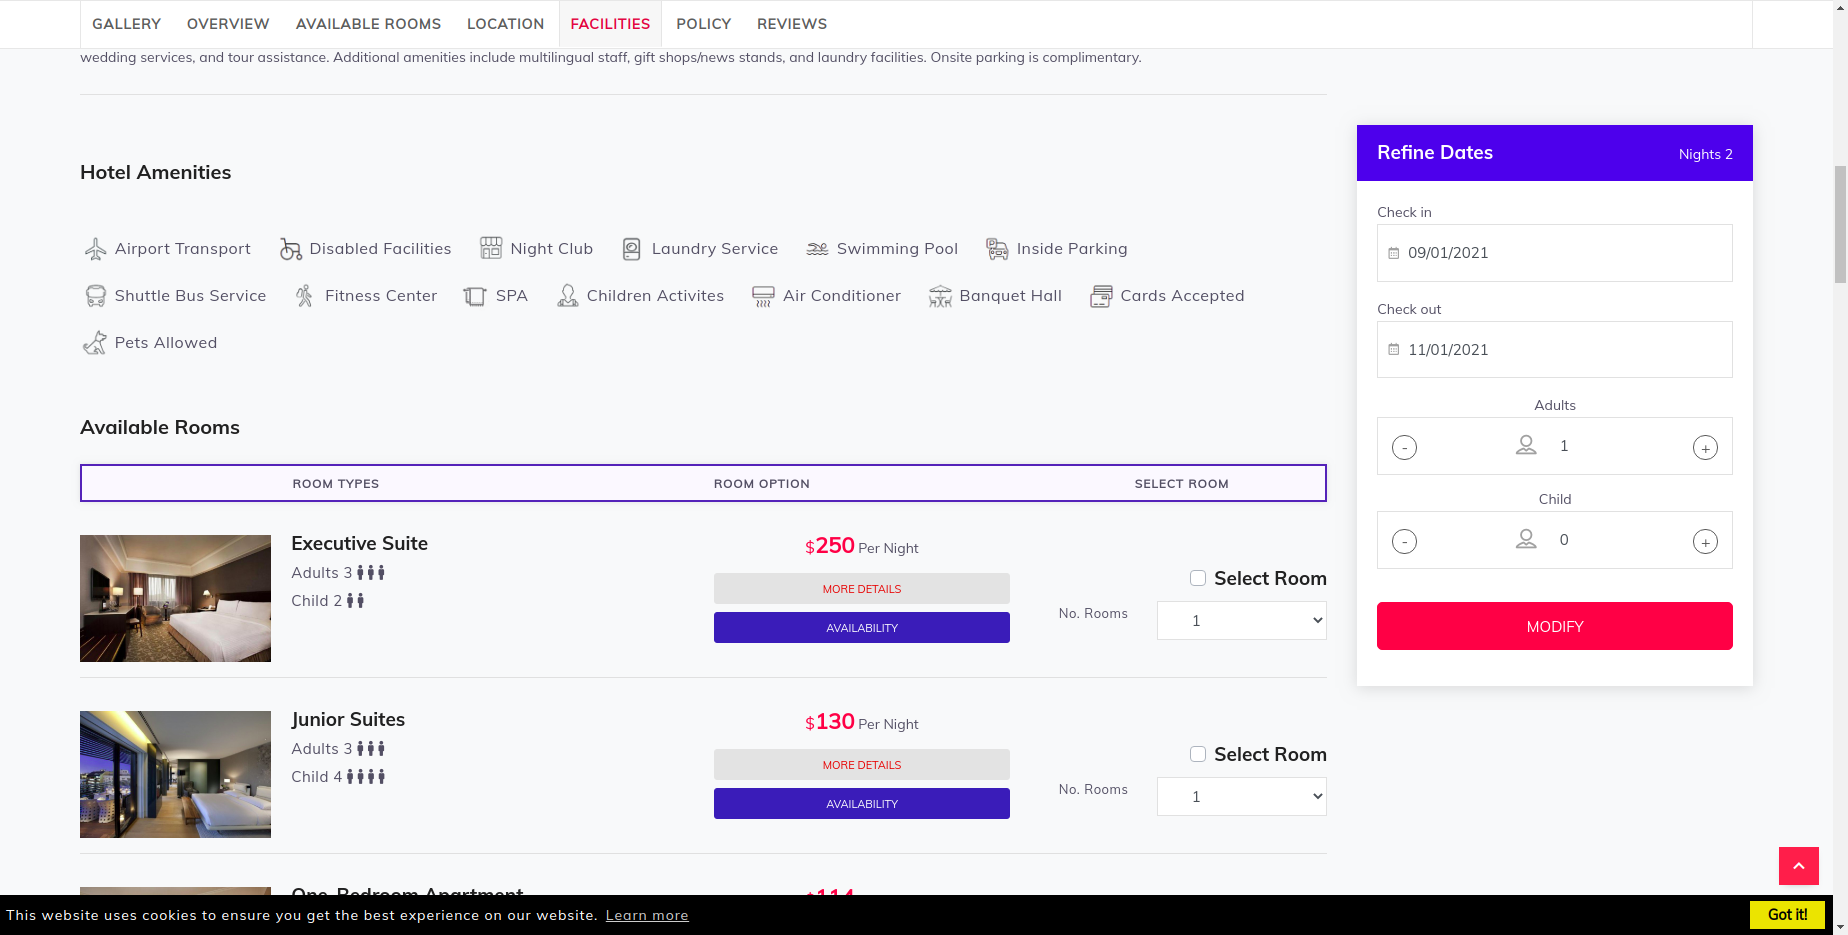 GALLERY OVERVIEW AVAILABLE ROOMS LOCATION FACILITIES POLICY REVIEWS
wedding services, and tour assistance. Additional amenities include multilingual staff, gift shops/news stands, and laundry facilities. Onsite parking is complimentary.
Hotel Amenities
Airport Transport Disabled Facilities Night Club Laundry Service Swimming Pool Inside Parking
Shuttle Bus Service Fitness Center SPA Children Activites Air Conditioner Banquet Hall Cards Accepted
Pets Allowed
Available Rooms
ROOM TYPES ROOM OPTION SELECT ROOM
Executive Suite
Adults 3
Child 2
$250 Per Night
MORE DETAILS
AVAILABILITY
Select Room
No. Rooms 1
Junior Suites
Adults 3
Child 4
$130 Per Night
MORE DETAILS
AVAILABILITY
Select Room
No. Rooms 1
One-Bedroom Apartment
$114
Refine Dates Nights 2
Check in
09/01/2021
Check out
11/01/2021
Adults
- 1 +
Child
- 0 +
MODIFY
This website uses cookies to ensure you get the best experience on our website. Learn more
Got it!